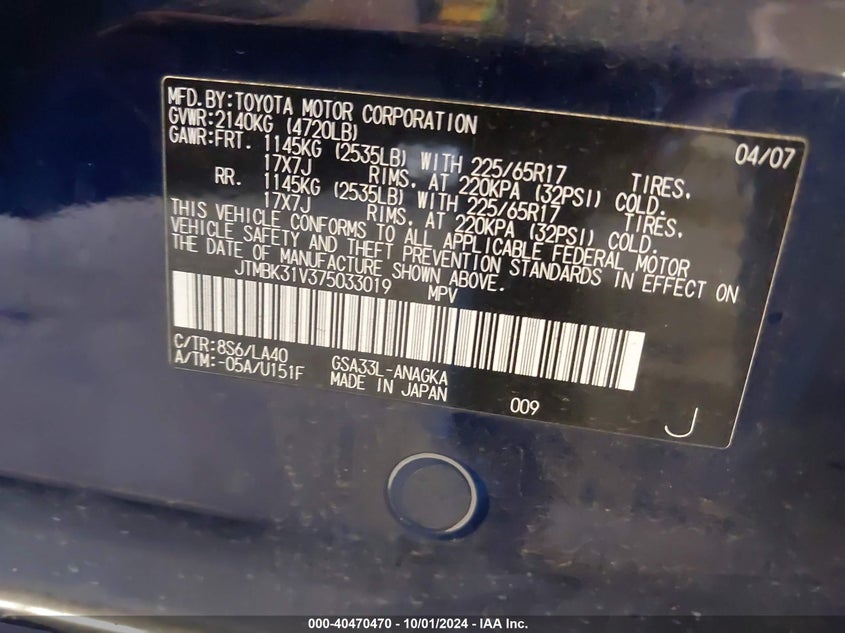 MFD.BY:TOYOTA MOTOR CORPORATION 04/07
GVWR:2140KG (4720LB)
GAWR:FRT. 1145KG (2535LB) WITH 225/65R17 TIRES,
17X7J RIMS, AT 220KPA (32PSI) COLD.
RR. 1145KG (2535LB) WITH 225/65R17 TIRES,
17X7J RIMS, AT 220KPA (32PSI) COLD.
THIS VEHICLE CONFORMS TO ALL APPLICABLE FEDERAL MOTOR
VEHICLE SAFETY AND THEFT PREVENTION STANDARDS IN EFFECT ON
THE DATE OF MANUFACTURE SHOWN ABOVE.
JTMBK31V375033019 MPV
C/TR:8S6/LA40 GSA33L-ANAGKA
A/TM:-05A/U151F MADE IN JAPAN
009
J
000-40470470 - 10/01/2024 - IAA Inc.